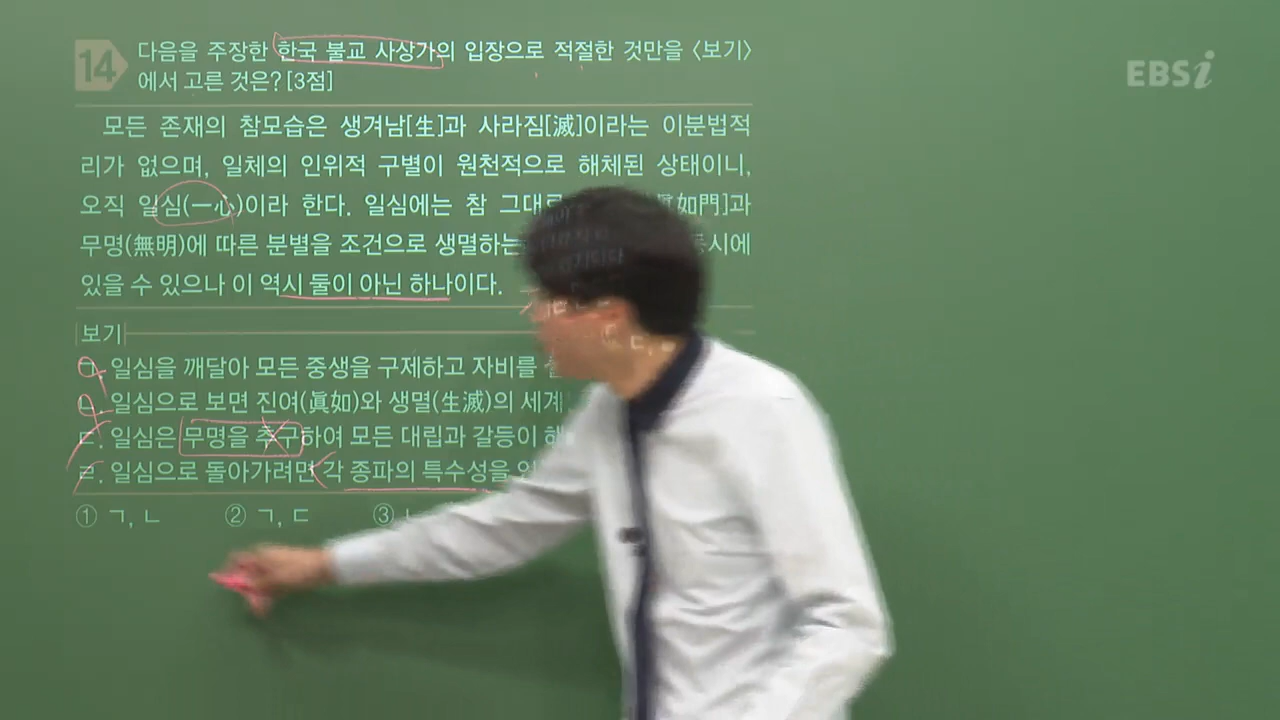 14 다음을 주장한 한국 불교 사상가의 입장으로 적절한 것만을 〈보기〉
에서 고른 것은? [3점]
EBSi
모든 존재의 참모습은 생겨남[生]과 사라짐[滅]이라는 이분법적
리가 없으며, 일체의 인위적 구별이 원천적으로 해체된 상태이니,
오직 일심(一心)이라 한다. 일심에는 참 그대로 眞如門]과
무명(無明)에 따른 분별을 조건으로 생멸하는 동시에
있을 수 있으나 이 역시 둘이 아닌 하나이다.
보기
ㄱ. 일심을 깨달아 모든 중생을 구제하고 자비를
ㄴ. 일심으로 보면 진여(眞如)와 생멸(生滅)의 세계
ㄷ. 일심은 무명을 추구하여 모든 대립과 갈등이
ㄹ. 일심으로 돌아가려면 각 종파의 특수성을
① ㄱ, ㄴ ② ㄱ, ㄷ ③